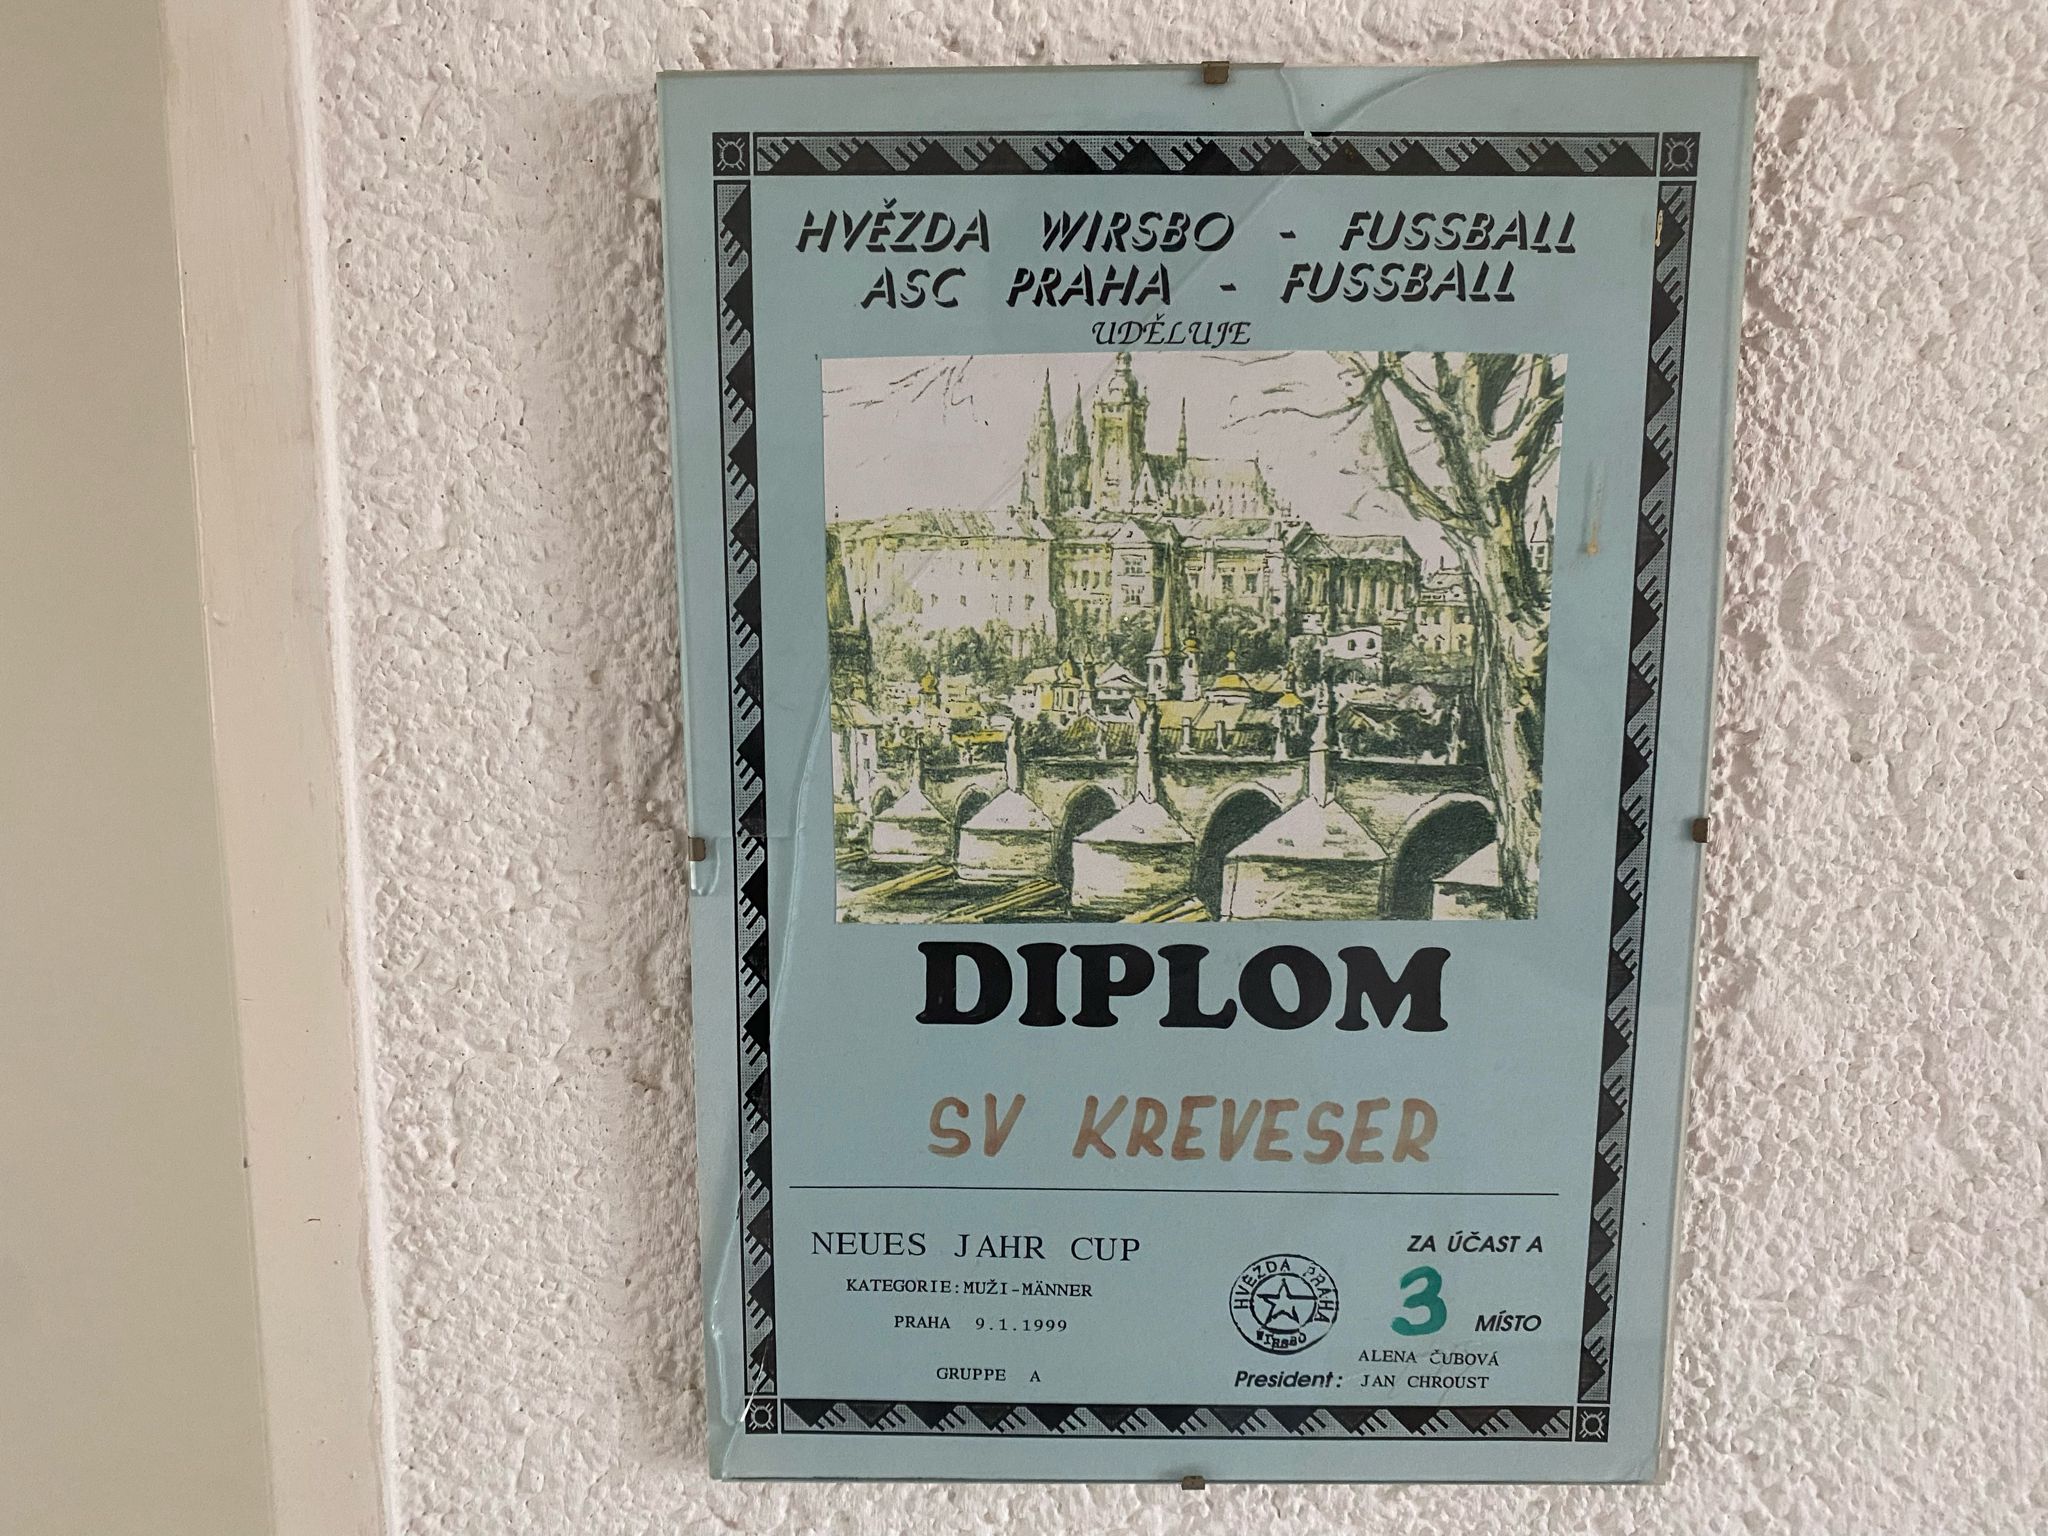 HVĚZDA WIRSBO - FUSSBALL
ASC PRAHA - FUSSBALL
UDĚLUJE
DIPLOM
SV KREVESER
NEUES JAHR CUP
KATEGORIE:MUŽI-MÄNNER
PRAHA 9.1.1999
GRUPPE A
HVĚZDA PRAHA
WIRSBO
ZA ÚČAST A
3 MÍSTO
ALENA ČUBOVÁ
President: JAN CHROUST